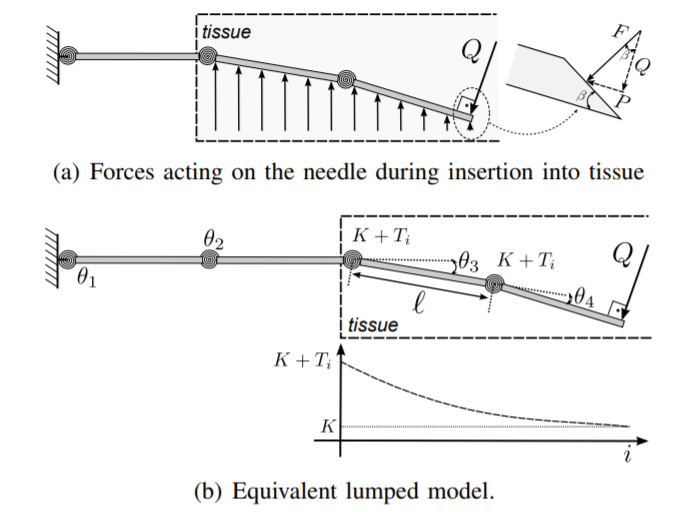 tissue
Q
F
β
Q
β
P
(a) Forces acting on the needle during insertion into tissue
θ₂
K + Tᵢ
θ₁
θ₃
K + Tᵢ
Q
θ₄
ℓ
tissue
K + Tᵢ
K
i
(b) Equivalent lumped model.